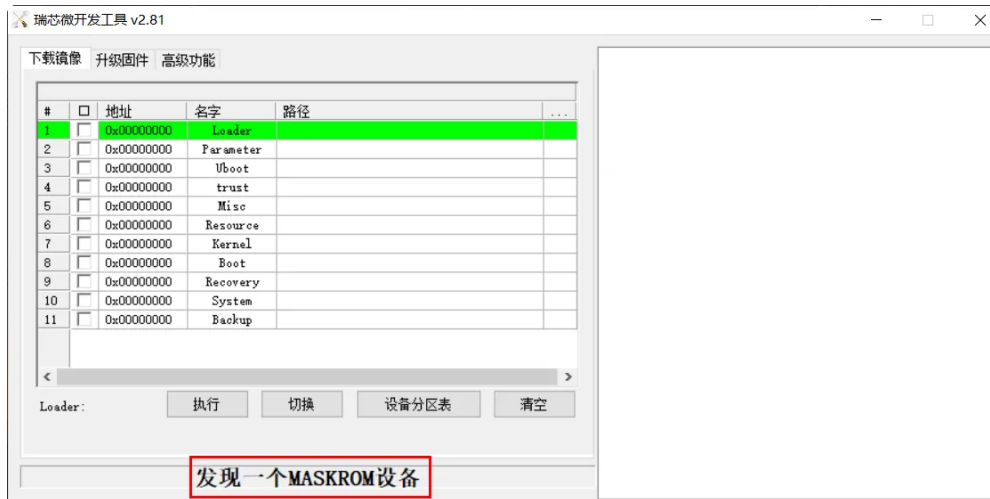 瑞芯微开发工具 v2.81
下载镜像 升级固件 高级功能
# 地址 名字 路径 ...
1 0x00000000 Loader
2 0x00000000 Parameter
3 0x00000000 Uboot
4 0x00000000 trust
5 0x00000000 Misc
6 0x00000000 Resource
7 0x00000000 Kernel
8 0x00000000 Boot
9 0x00000000 Recovery
10 0x00000000 System
11 0x00000000 Backup
Loader: 执行 切换 设备分区表 清空
发现一个MASKROM设备